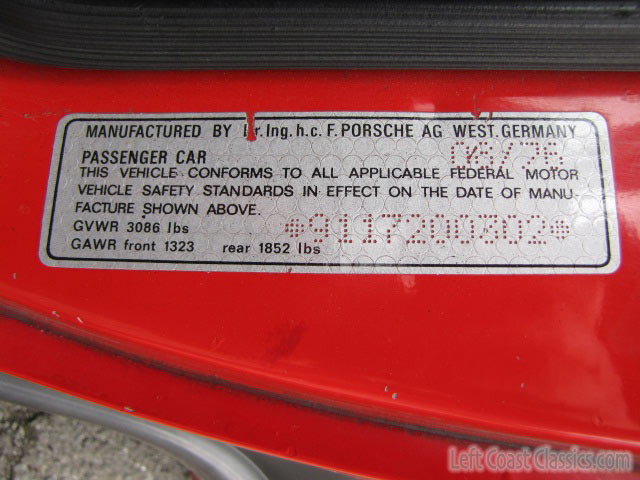 MANUFACTURED BY Dr.Ing.h.c.F.PORSCHE AG WEST.GERMANY
PASSENGER CAR
THIS VEHICLE CONFORMS TO ALL APPLICABLE FEDERAL MOTOR
VEHICLE SAFETY STANDARDS IN EFFECT ON THE DATE OF MANU-
FACTURE SHOWN ABOVE.
GVWR 3086 lbs *9117200302*
GAWR front 1323 rear 1852 lbs
Left Coast Classics.com